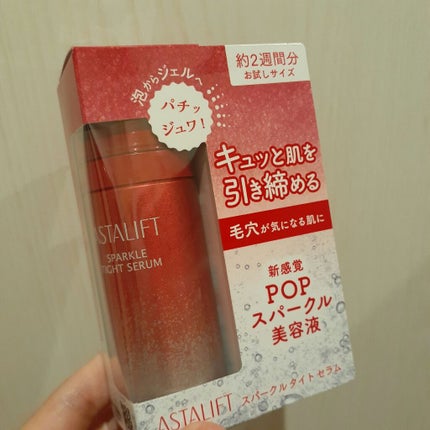 約2週間分
お試しサイズ
泡からジェルへ
パチッ
ジュワ!
キュッと肌を
引き締める
毛穴が気になる肌に
新感覚
POP
スパークル
美容液
ASTALIFT スパークル タイト セラム
ASTALIFT
SPARKLE
TIGHT SERUM